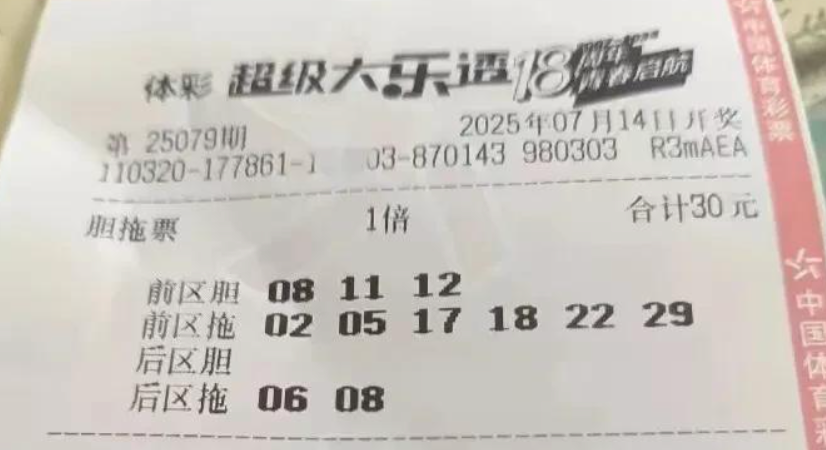 体彩 超级大乐透 18周年 青春启航
第 25079期 2025年07月14日开奖
110320-177861-1 03-870143 980303 R3mAEA
胆拖票 1倍 合计30元
前区胆 08 11 12
前区拖 02 05 17 18 22 29
后区胆
后区拖 06 08
中国体育彩票
中国体育彩